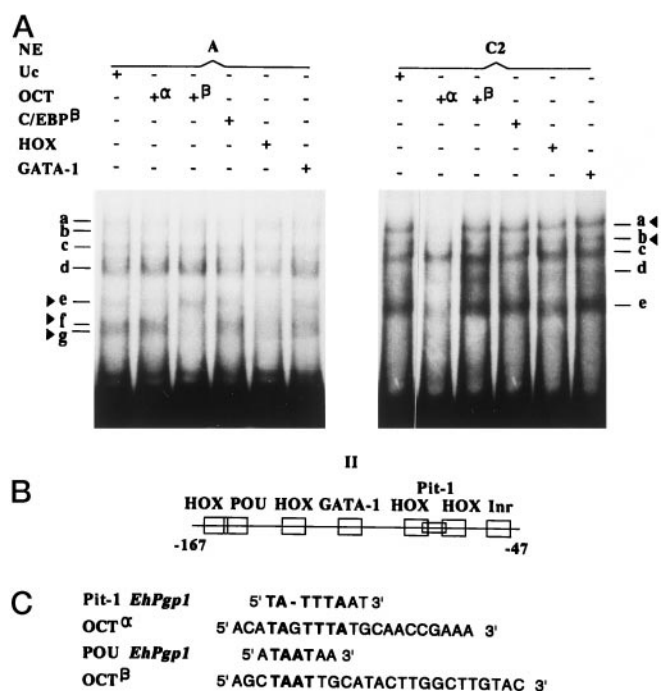 A
NE A C2
Uc + - - - - - + - - - - -
OCT - +α +β - - - - +α +β - - -
C/EBPβ - - - + - - - - - + - -
HOX - - - - + - - - - - + -
GATA-1 - - - - - + - - - - - +
a
b
c
d
e
f
g
a
b
c
d
e
II
B
Pit-1
HOX POU HOX GATA-1 HOX HOX Inr
-167 -47
C
Pit-1 EhPgp1 5' TA-TTTAAT 3'
OCTα 5' ACATAGTTTATGCAACCGAAA 3'
POU EhPgp1 5' ATAATAA 3'
OCTβ 5' AGCTAATTGCATACTTGGCTTGTAC 3'